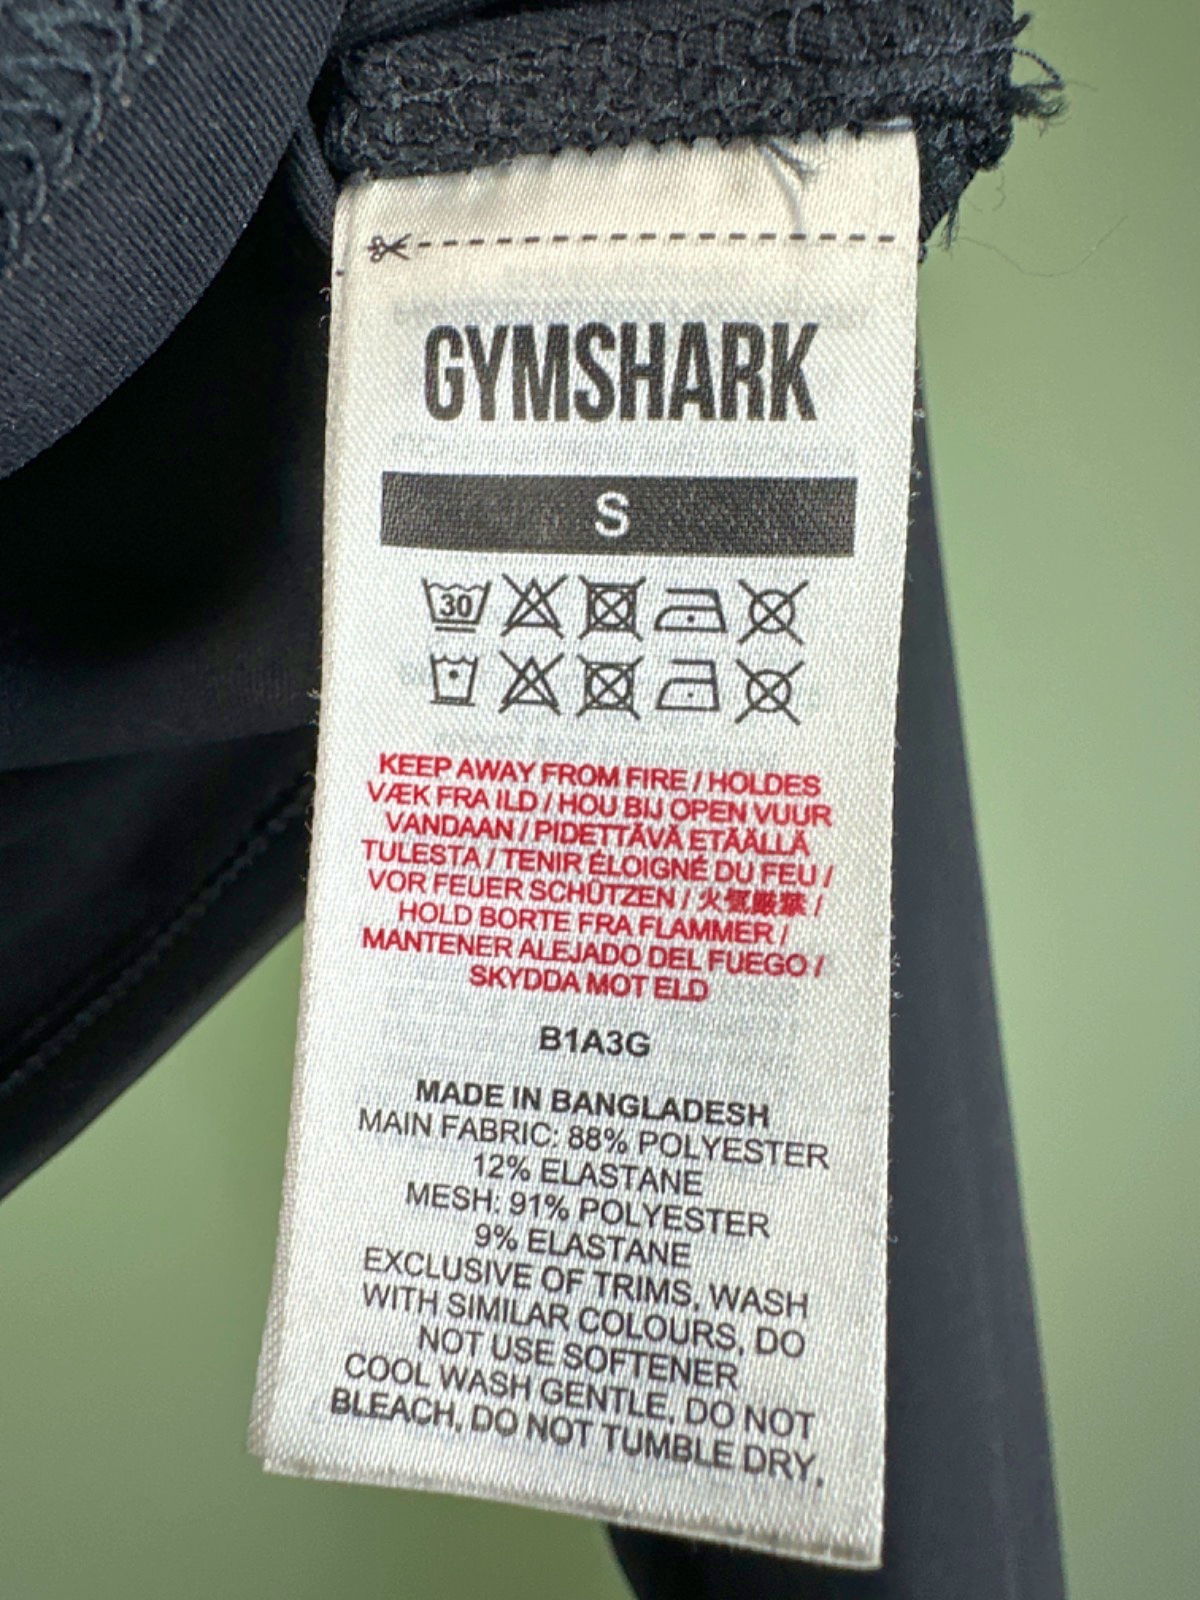 GYMSHARK
S
30
KEEP AWAY FROM FIRE / HOLDES
VÆK FRA ILD / HOU BIJ OPEN VUUR
VANDAAN / PIDETTÄVÄ ETÄÄLLÄ
TULESTA / TENIR ÉLOIGNÉ DU FEU /
VOR FEUER SCHÜTZEN / 火気厳禁 /
HOLD BORTE FRA FLAMMER /
MANTENER ALEJADO DEL FUEGO /
SKYDDA MOT ELD
B1A3G
MADE IN BANGLADESH
MAIN FABRIC: 88% POLYESTER
12% ELASTANE
MESH: 91% POLYESTER
9% ELASTANE
EXCLUSIVE OF TRIMS, WASH
WITH SIMILAR COLOURS, DO
NOT USE SOFTENER
COOL WASH GENTLE, DO NOT
BLEACH, DO NOT TUMBLE DRY,